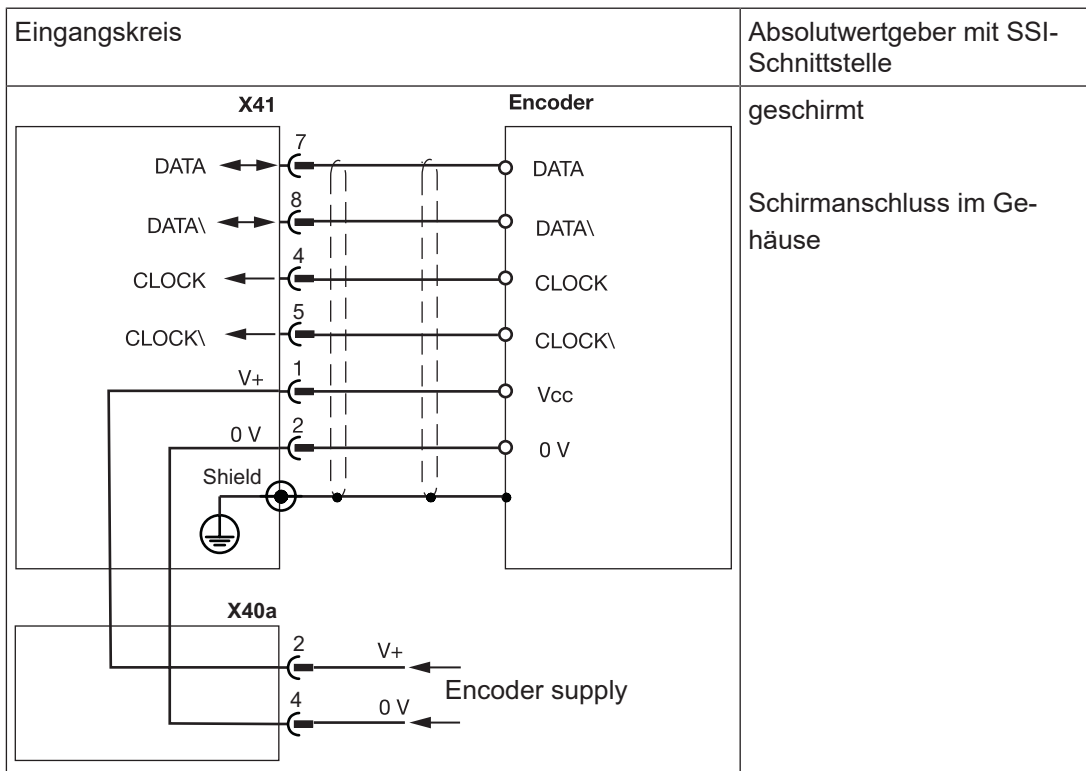 Eingangskreis
Absolutwertgeber mit SSI-
Schnittstelle
geschirmt
Schirmanschluss im Ge-
häuse
X41
Encoder
DATA
7
DATA
DATA\
8
DATA\
CLOCK
4
CLOCK
CLOCK\
5
CLOCK\
V+
1
Vcc
0 V
2
0 V
Shield
X40a
2
V+
Encoder supply
4
0 V